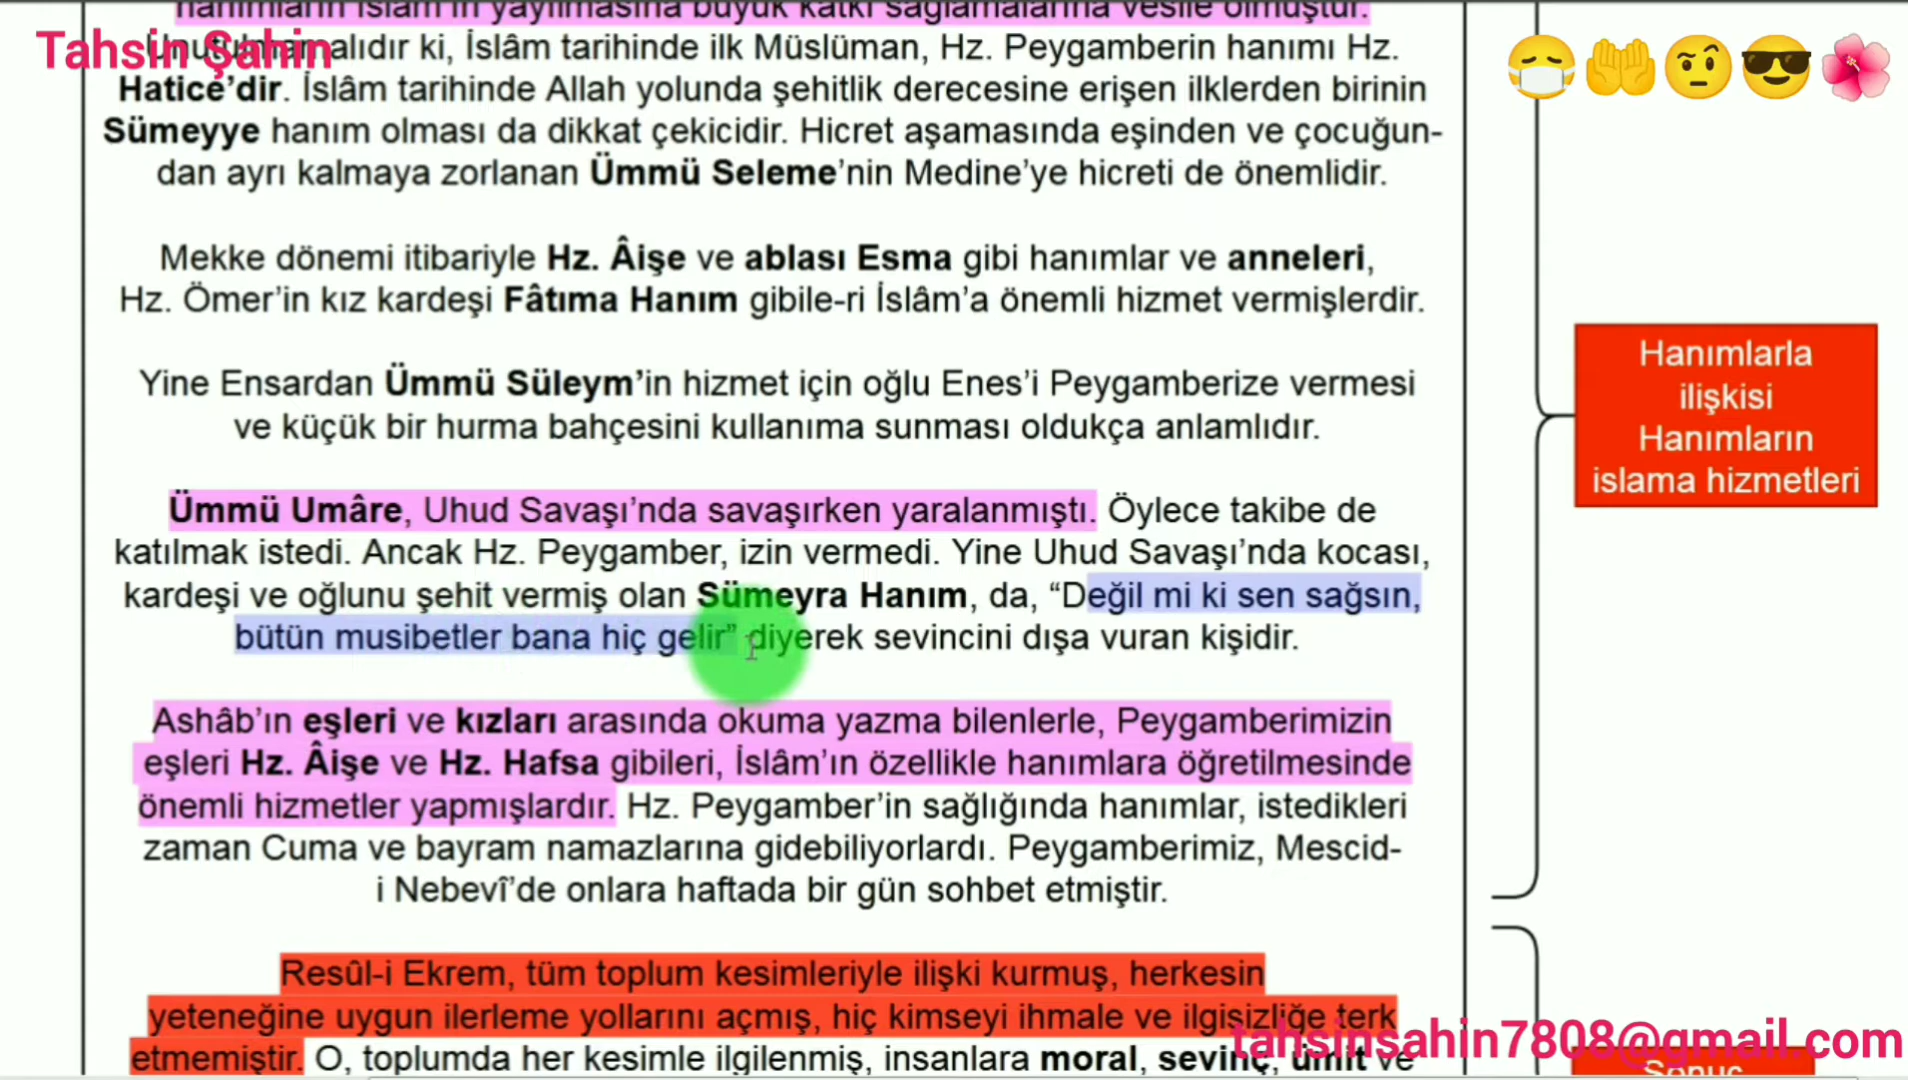 hanımların İslâm'ın yayılmasına büyük katkı sağlamalarına vesile olmuştur.
Tahsin Şahin
Unutulmamalıdır ki, İslâm tarihinde ilk Müslüman, Hz. Peygamberin hanımı Hz.
Hatice'dir. İslâm tarihinde Allah yolunda şehitlik derecesine erişen ilklerden birinin
Sümeyye hanım olması da dikkat çekicidir. Hicret aşamasında eşinden ve çocuğun-
dan ayrı kalmaya zorlanan Ümmü Seleme'nin Medine'ye hicreti de önemlidir.
Mekke dönemi itibariyle Hz. Âişe ve ablası Esma gibi hanımlar ve anneleri,
Hz. Ömer'in kız kardeşi Fâtıma Hanım gibile-ri İslâm'a önemli hizmet vermişlerdir.
Yine Ensardan Ümmü Süleym'in hizmet için oğlu Enes'i Peygamberize vermesi
ve küçük bir hurma bahçesini kullanıma sunması oldukça anlamlıdır.
Ümmü Umâre, Uhud Savaşı'nda savaşırken yaralanmıştı. Öylece takibe de
katılmak istedi. Ancak Hz. Peygamber, izin vermedi. Yine Uhud Savaşı'nda kocası,
kardeşi ve oğlunu şehit vermiş olan Sümeyra Hanım, da, “Değil mi ki sen sağsın,
bütün musibetler bana hiç gelir” diyerek sevincini dışa vuran kişidir.
Ashâb'ın eşleri ve kızları arasında okuma yazma bilenlerle, Peygamberimizin
eşleri Hz. Âişe ve Hz. Hafsa gibileri, İslâm'ın özellikle hanımlara öğretilmesinde
önemli hizmetler yapmışlardır. Hz. Peygamber'in sağlığında hanımlar, istedikleri
zaman Cuma ve bayram namazlarına gidebiliyorlardı. Peygamberimiz, Mescid-
i Nebevî'de onlara haftada bir gün sohbet etmiştir.
Resûl-i Ekrem, tüm toplum kesimleriyle ilişki kurmuş, herkesin
yeteneğine uygun ilerleme yollarını açmış, hiç kimseyi ihmale ve ilgisizliğe terk
etmemiştir. O, toplumda her kesimle ilgilenmiş, insanlara moral, sevinç, ümit ve
Hanımlarla
ilişkisi
Hanımların
islama hizmetleri
tahsinsahin7808@gmail.com
Sonuç